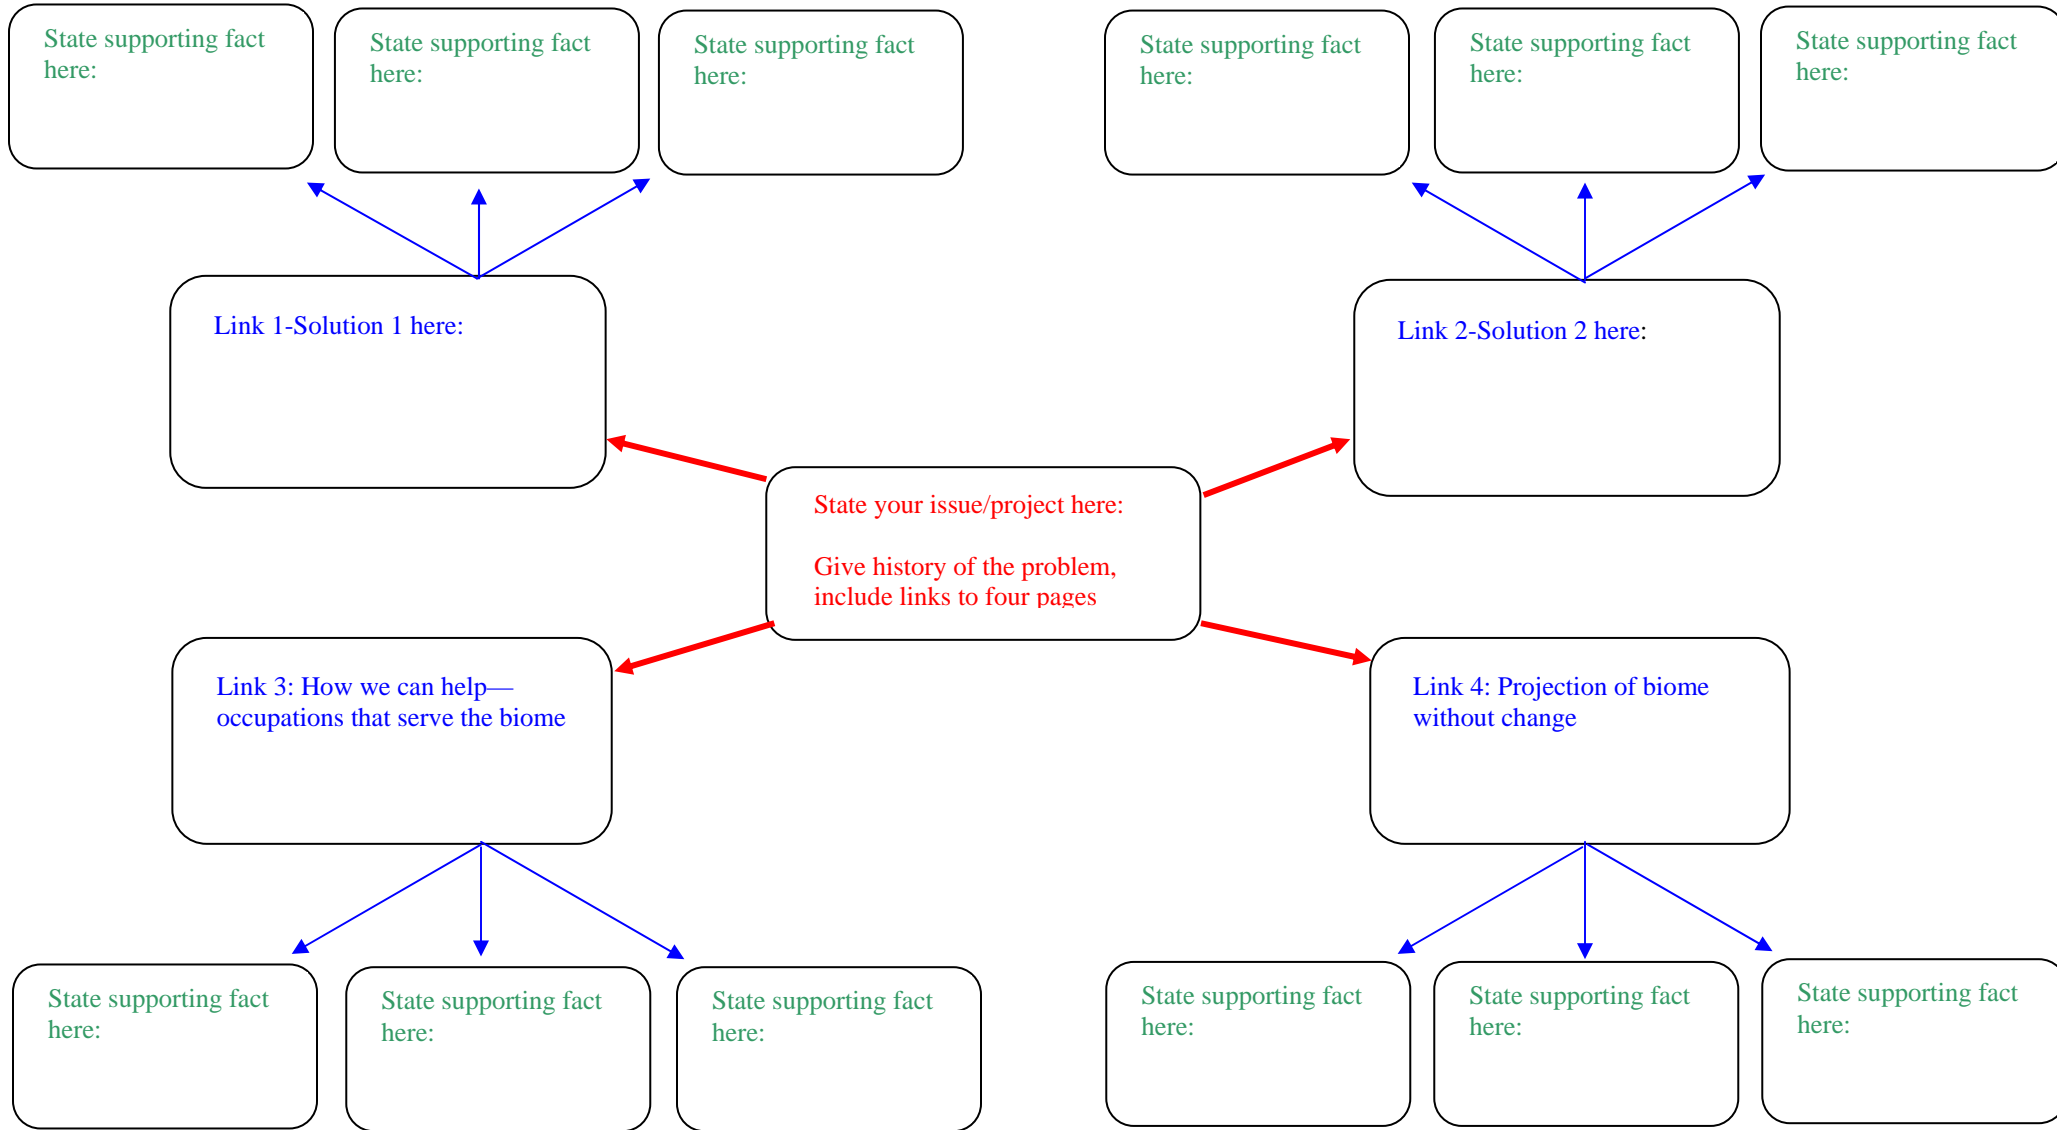 State supporting fact
here:
State supporting fact
here:
State supporting fact
here:
State supporting fact
here:
State supporting fact
here:
State supporting fact
here:
Link 1-Solution 1 here:
Link 2-Solution 2 here:
State your issue/project here:
Give history of the problem,
include links to four pages
Link 3: How we can help—
occupations that serve the biome
Link 4: Projection of biome
without change
State supporting fact
here:
State supporting fact
here:
State supporting fact
here:
State supporting fact
here:
State supporting fact
here:
State supporting fact
here: